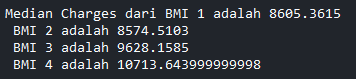 Median Charges dari BMI 1 adalah 8605.3615
BMI 2 adalah 8574.5103
BMI 3 adalah 9628.1585
BMI 4 adalah 10713.643999999998